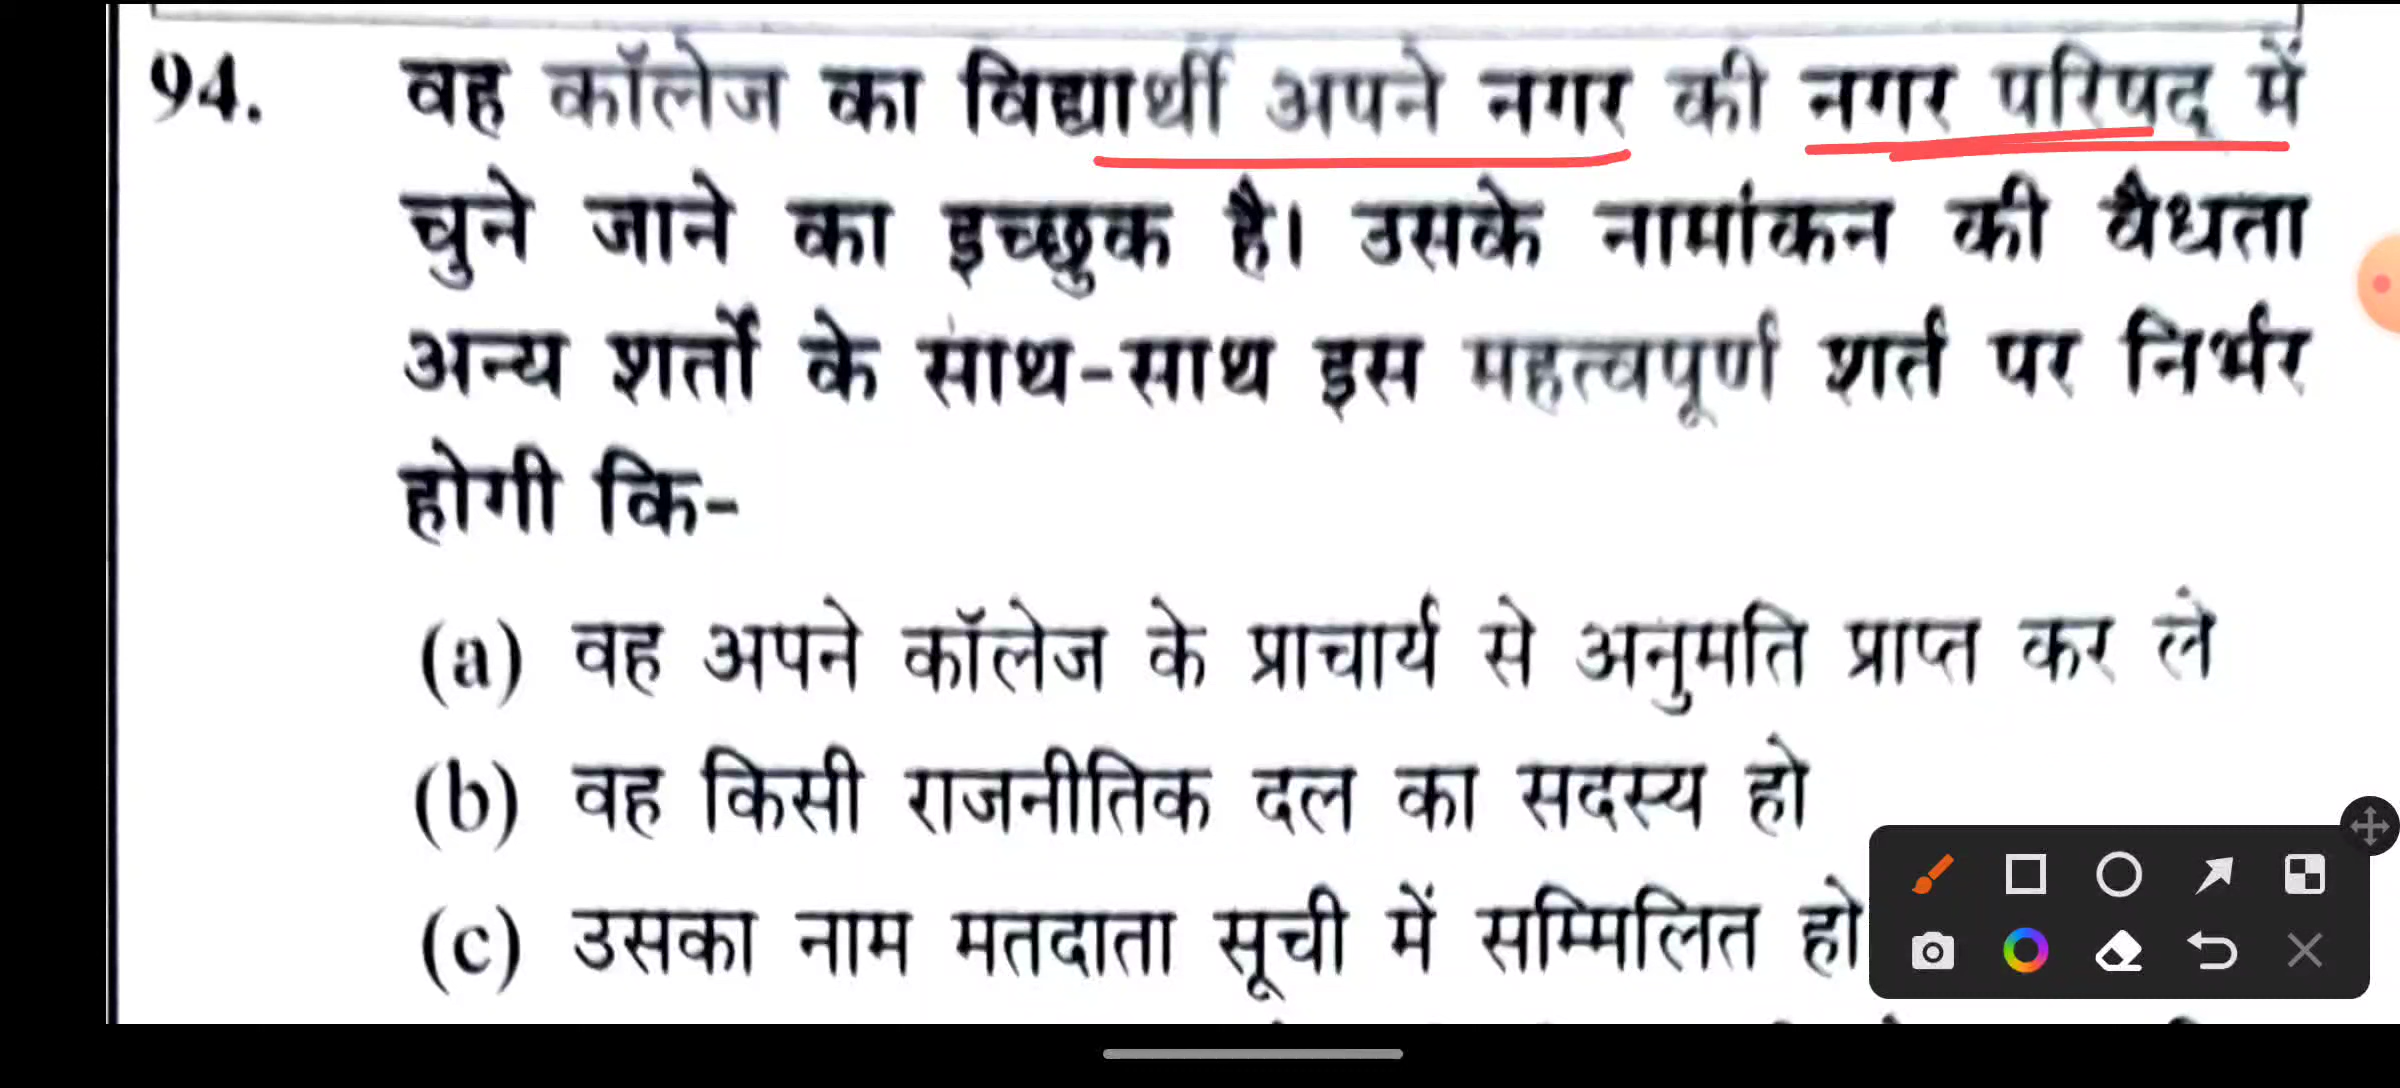 94. वह कॉलेज का विद्यार्थी अपने नगर की नगर परिषद् में
चुने जाने का इच्छुक है। उसके नामांकन की वैधता
अन्य शर्तों के साथ-साथ इस महत्वपूर्ण शर्त पर निर्भर
होगी कि-
(a) वह अपने कॉलेज के प्राचार्य से अनुमति प्राप्त कर ले
(b) वह किसी राजनीतिक दल का सदस्य हो
(c) उसका नाम मतदाता सूची में सम्मिलित हो